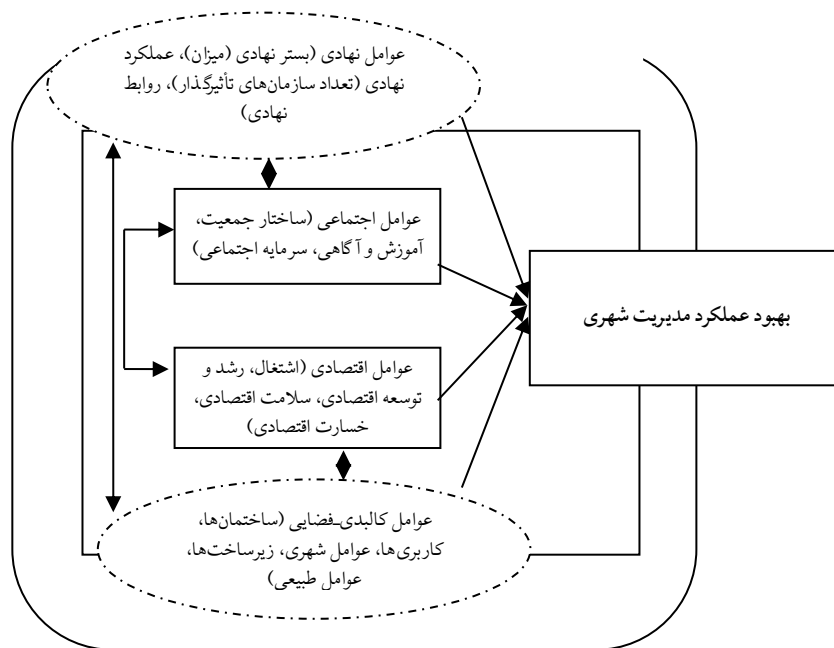 عوامل نهادی (بستر نهادی (میزان)، عملکرد
نهادی (تعداد سازمان‌های تأثیرگذار)، روابط
نهادی)
عوامل اجتماعی (ساختار جمعیت،
آموزش و آگاهی، سرمایه اجتماعی)
بهبود عملکرد مدیریت شهری
عوامل اقتصادی (اشتغال، رشد و
توسعه اقتصادی، سلامت اقتصادی،
خسارت اقتصادی)
عوامل کالبدی_فضایی (ساختمان‌ها،
کاربری‌ها، عوامل شهری، زیرساخت‌ها،
عوامل طبیعی)